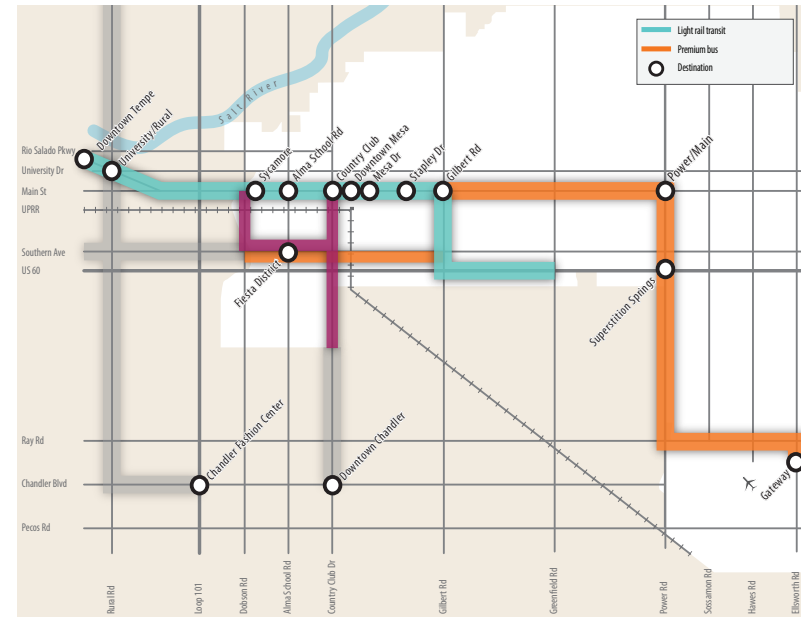 Light rail transit
Premium bus
Destination
Salt River
Downtown Tempe
University/Rural
Sycamore
Alma School/Rd
Country Club
Downtown Mesa
Mesa Dr
Stapley Dr
Gilbert Rd
Power/Main
Rio Salado Pkwy
University Dr
Main St
UPRR
Southern Ave
US 60
Fiesta District
Superstition Springs
Chandler Fashion Center
Downtown Chandler
Gateway
Ray Rd
Chandler Blvd
Pecos Rd
Rural Rd
Loop 101
Dobson Rd
Alma School Rd
Country Club Dr
Gilbert Rd
Greenfield Rd
Power Rd
Sossamon Rd
Hawes Rd
Ellsworth Rd